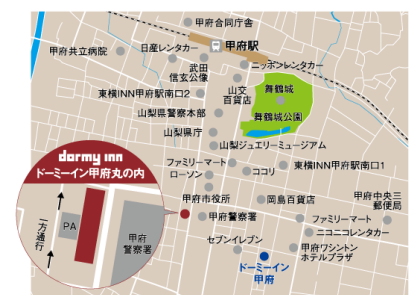 甲府合同庁舎
日産レンタカー
甲府駅
甲府共立病院
武田
信玄公像
ニッポンレンタカー
山交
百貨店
舞鶴城
東横INN甲府駅南口2
山梨県警察本部
舞鶴城公園
山梨県庁
山梨ジュエリーミュージアム
dormy inn
ドーミーイン甲府丸の内
ファミリーマート
東横INN甲府駅南口1
ローソン
ココリ
甲府市役所
岡島百貨店
甲府中央三
郵便局
一方通行
PA
甲府
警察署
甲府警察署
ファミリーマート
ニコニコレンタカー
セブンイレブン
甲府ワシントン
ホテルプラザ
ドーミーイン
甲府